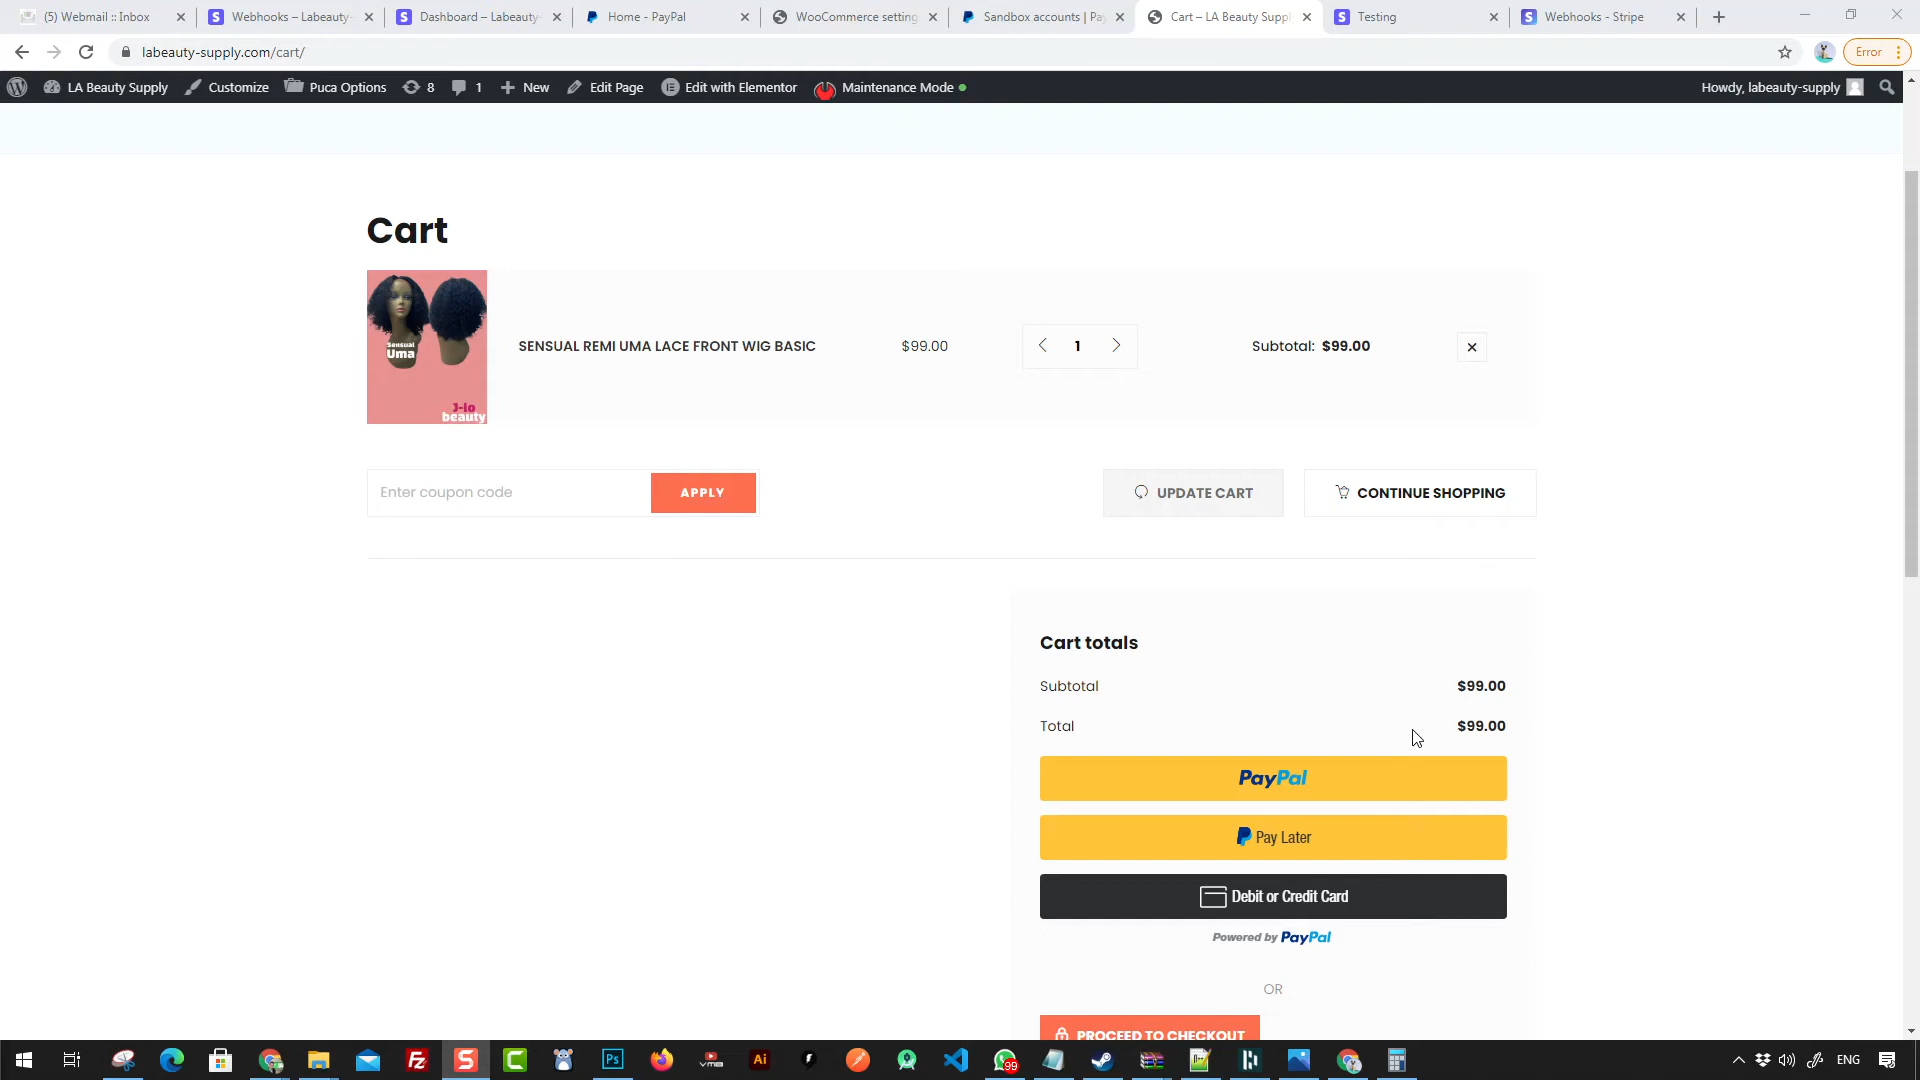 (5) Webmail :: Inbox
Webhooks – Labeauty-
Dashboard – Labeauty-
Home - PayPal
WooCommerce setting
Sandbox accounts | Pay
Cart – LA Beauty Suppl
Testing
Webhooks - Stripe
labeauty-supply.com/cart/
Error
LA Beauty Supply
Customize
Puca Options
8
1
New
Edit Page
Edit with Elementor
Maintenance Mode
Howdy, labeauty-supply
Cart
Sensual
Uma
J-lo
beauty
SENSUAL REMI UMA LACE FRONT WIG BASIC
$99.00
1
Subtotal: $99.00
Enter coupon code
APPLY
UPDATE CART
CONTINUE SHOPPING
Cart totals
Subtotal
$99.00
Total
$99.00
PayPal
Pay Later
Debit or Credit Card
Powered by PayPal
OR
PROCEED TO CHECKOUT
99
ENG